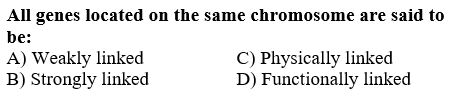 All genes located on the same chromosome are said to
be:
A) Weakly linked C) Physically linked
B) Strongly linked D) Functionally linked